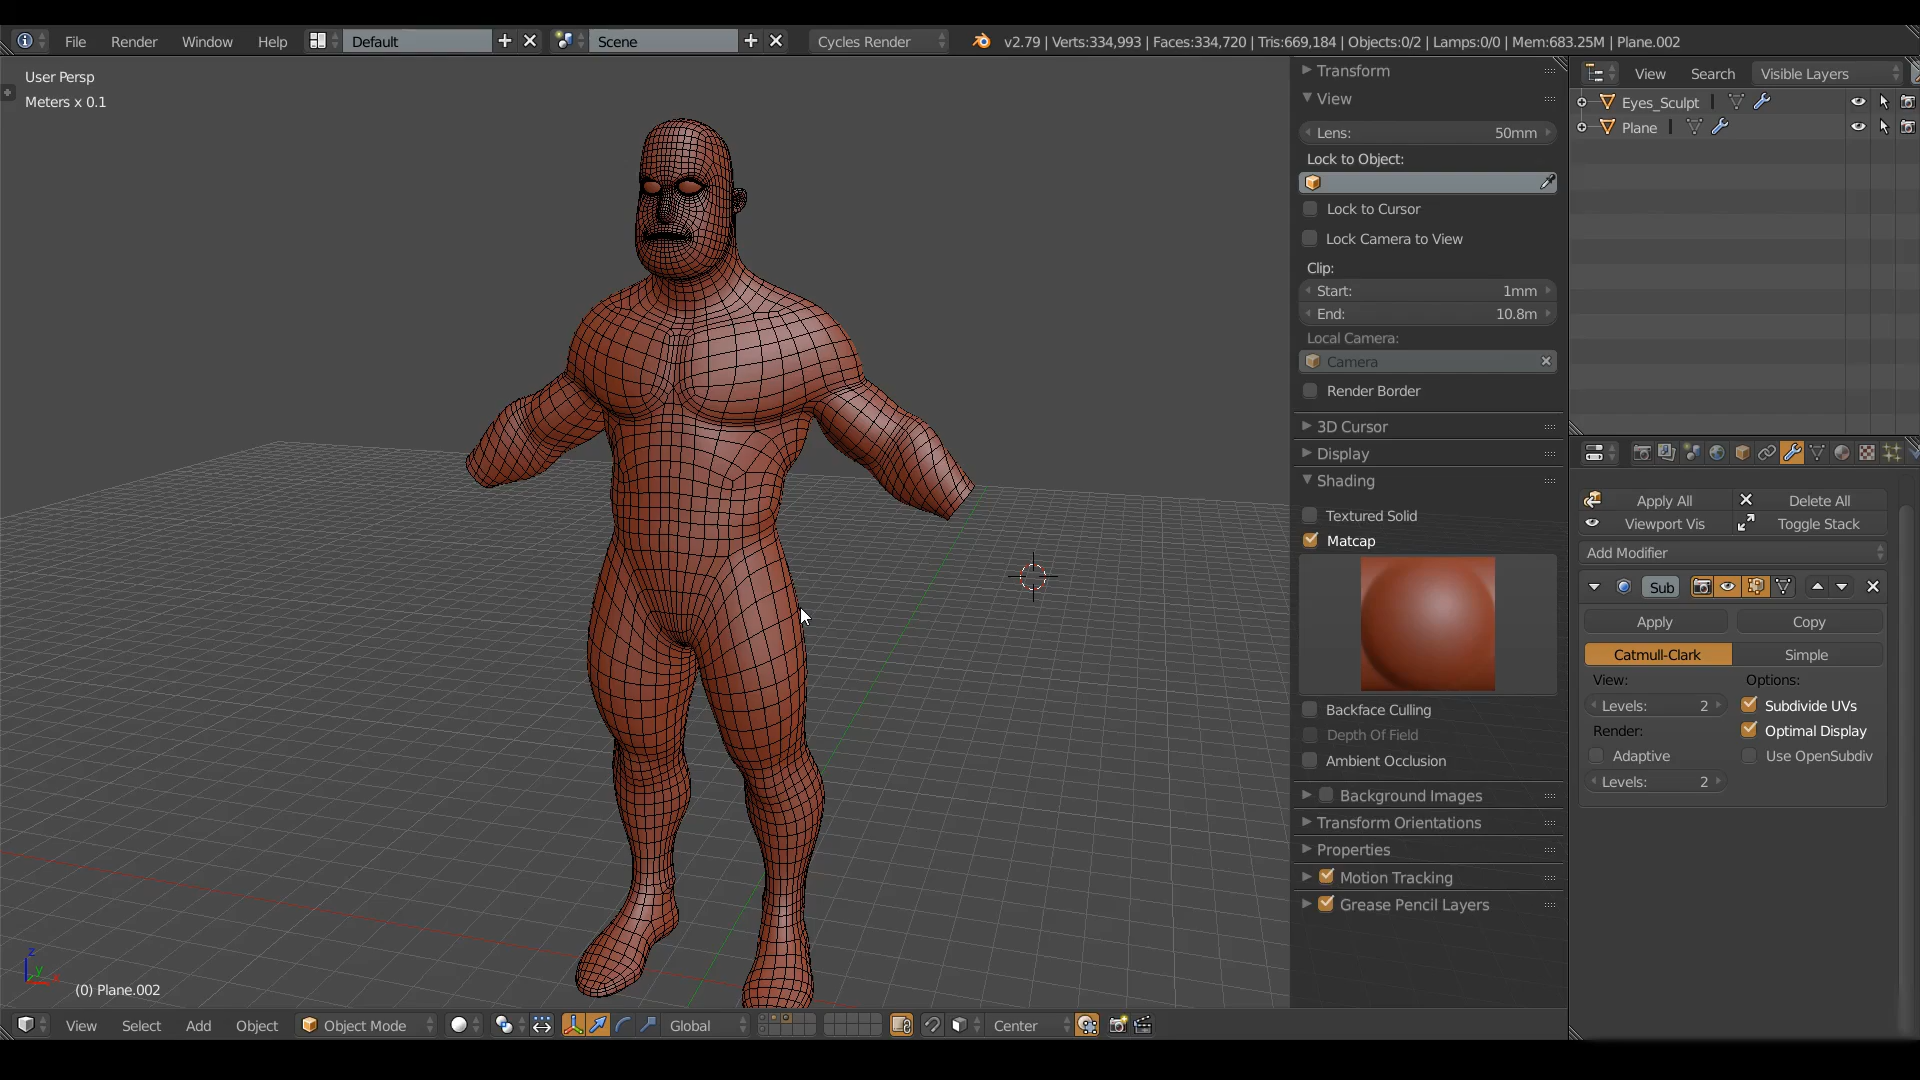 File Render Window Help Default Scene Cycles Render v2.79 | Verts:334,993 | Faces:334,720 | Tris:669,184 | Objects:0/2 | Lamps:0/0 | Mem:683.25M | Plane.002
User Persp
Meters x 0.1
Transform
View
Lens: 50mm
Lock to Object:
Lock to Cursor
Lock Camera to View
Clip:
Start: 1mm
End: 10.8m
Local Camera:
Camera
Render Border
3D Cursor
Display
Shading
Textured Solid
Matcap
Backface Culling
Depth Of Field
Ambient Occlusion
Background Images
Transform Orientations
Properties
Motion Tracking
Grease Pencil Layers
View Search Visible Layers
Eyes_Sculpt
Plane
Apply All Delete All
Viewport Vis Toggle Stack
Add Modifier
Sub
Apply Copy
Catmull-Clark Simple
View: Options:
Levels: 2 Subdivide UVs
Render: Optimal Display
Adaptive Use OpenSubdiv
Levels: 2
z
y
x
(0) Plane.002
View Select Add Object Object Mode Global Center